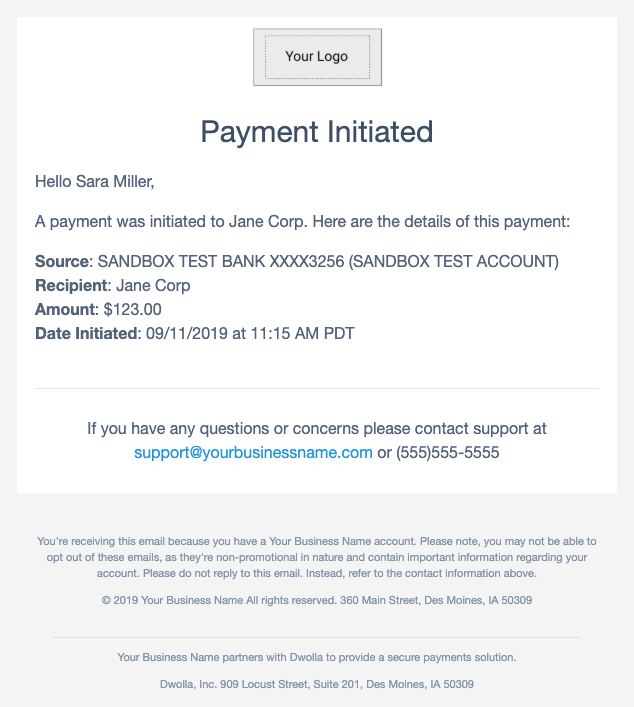 Your Logo
Payment Initiated
Hello Sara Miller,
A payment was initiated to Jane Corp. Here are the details of this payment:
Source: SANDBOX TEST BANK XXXX3256 (SANDBOX TEST ACCOUNT)
Recipient: Jane Corp
Amount: $123.00
Date Initiated: 09/11/2019 at 11:15 AM PDT
If you have any questions or concerns please contact support at
support@yourbusinessname.com or (555)555-5555
You're receiving this email because you have a Your Business Name account. Please note, you may not be able to
opt out of these emails, as they're non-promotional in nature and contain important information regarding your
account. Please do not reply to this email. Instead, refer to the contact information above.
© 2019 Your Business Name All rights reserved. 360 Main Street, Des Moines, IA 50309
Your Business Name partners with Dwolla to provide a secure payments solution.
Dwolla, Inc. 909 Locust Street, Suite 201, Des Moines, IA 50309